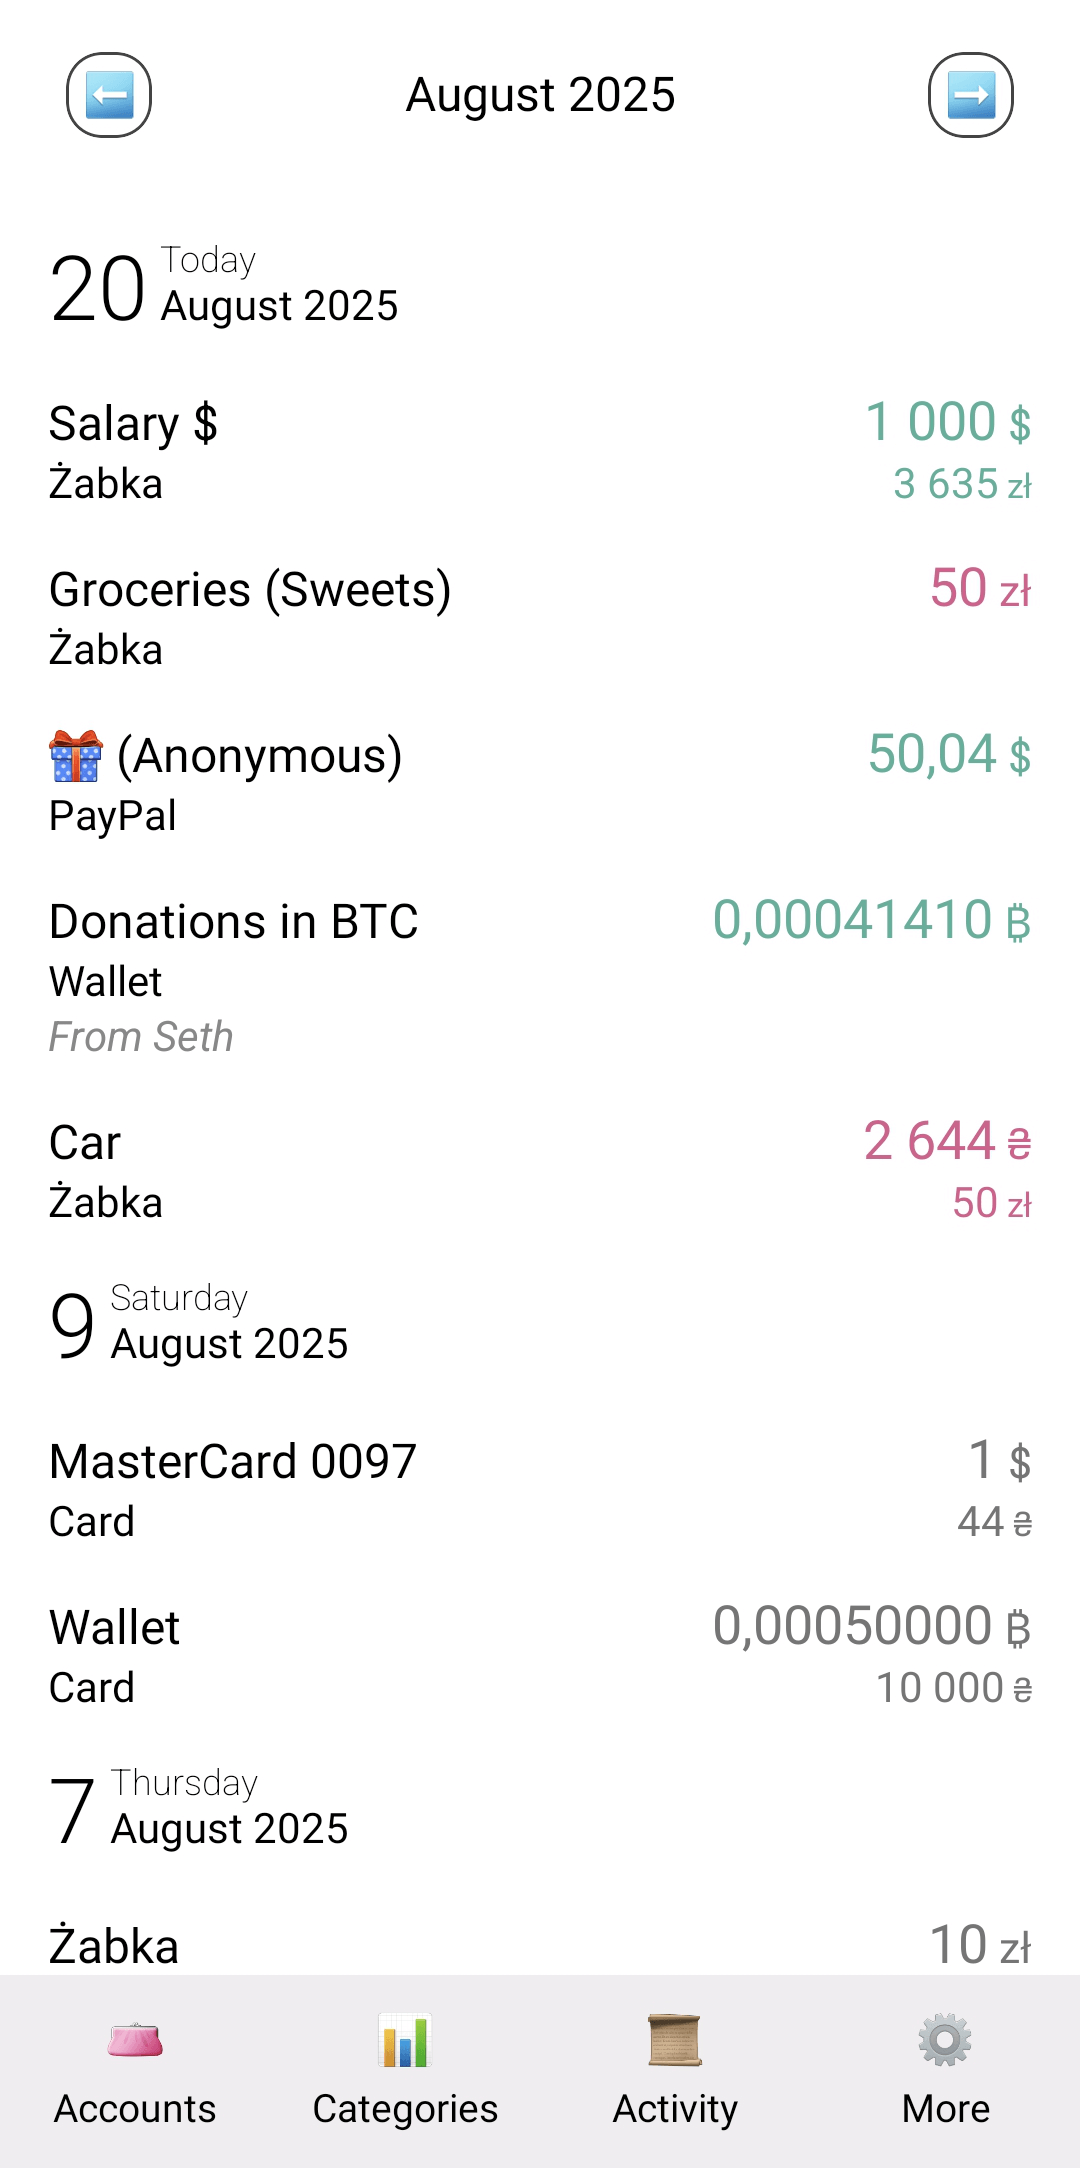 August 2025
20 Today
August 2025
Salary $ 1 000 $
Żabka 3 635 zł
Groceries (Sweets) 50 zł
Żabka
(Anonymous) 50,04 $
PayPal
Donations in BTC 0,00041410 ₿
Wallet
From Seth
Car 2 644 ₴
Żabka 50 zł
9 Saturday
August 2025
MasterCard 0097 1 $
Card 44 ₴
Wallet 0,00050000 ₿
Card 10 000 ₴
7 Thursday
August 2025
Żabka 10 zł
Accounts Categories Activity More